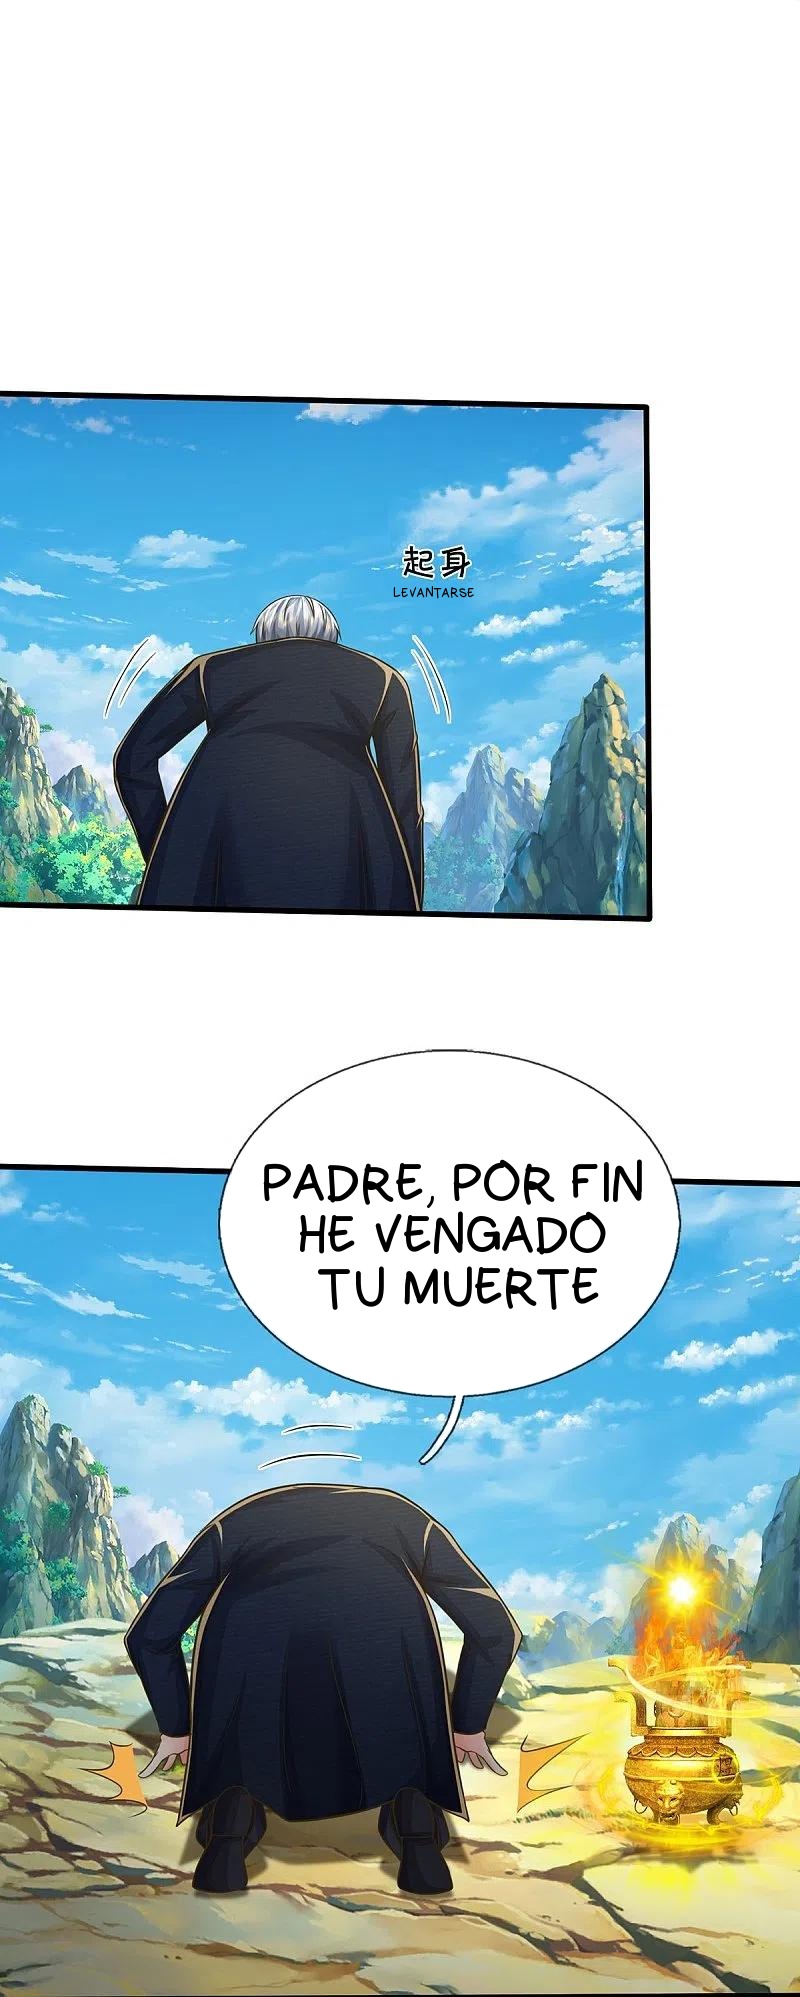 起身
LEVANTARSE
PADRE, POR FIN
HE VENGADO
TU MUERTE